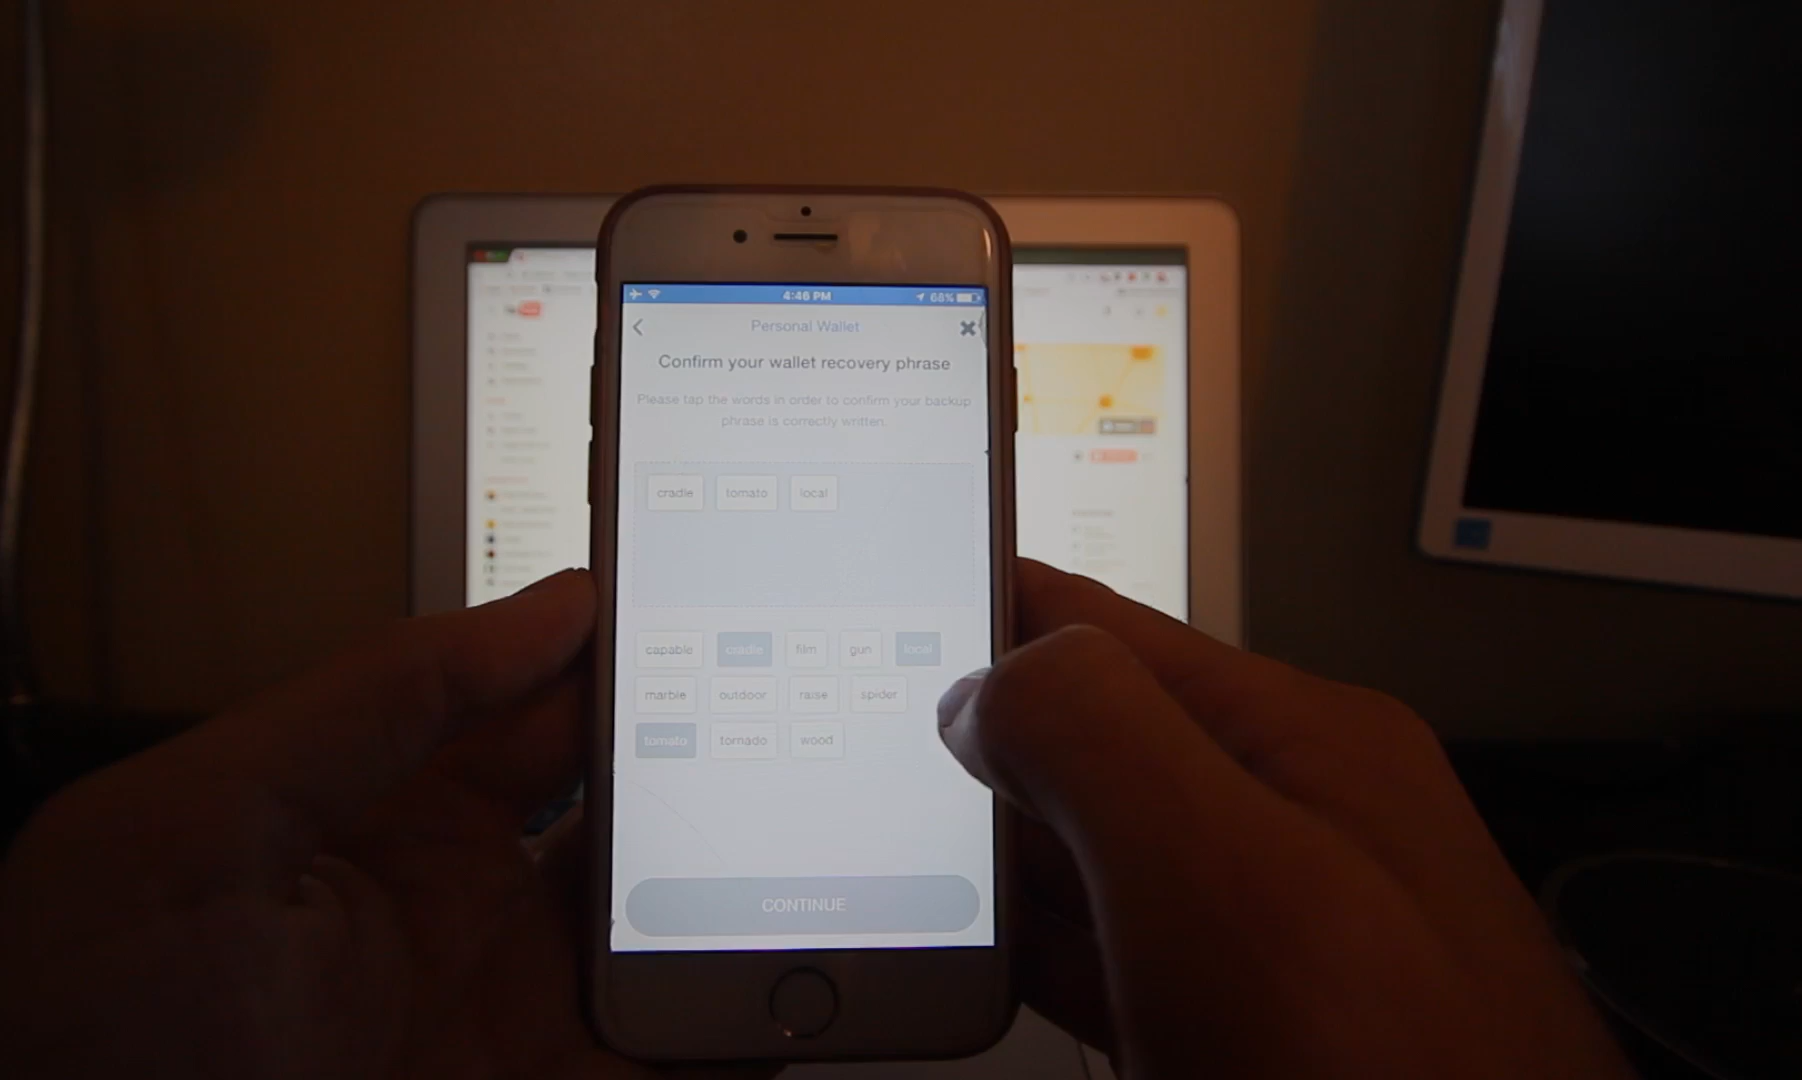 4:46 PM
68%
Personal Wallet
Confirm your wallet recovery phrase
Please tap the words in order to confirm your backup
phrase is correctly written.
cradle tomato local
capable cradle film gun local
marble outdoor raise spider
tomato tornado wood
CONTINUE